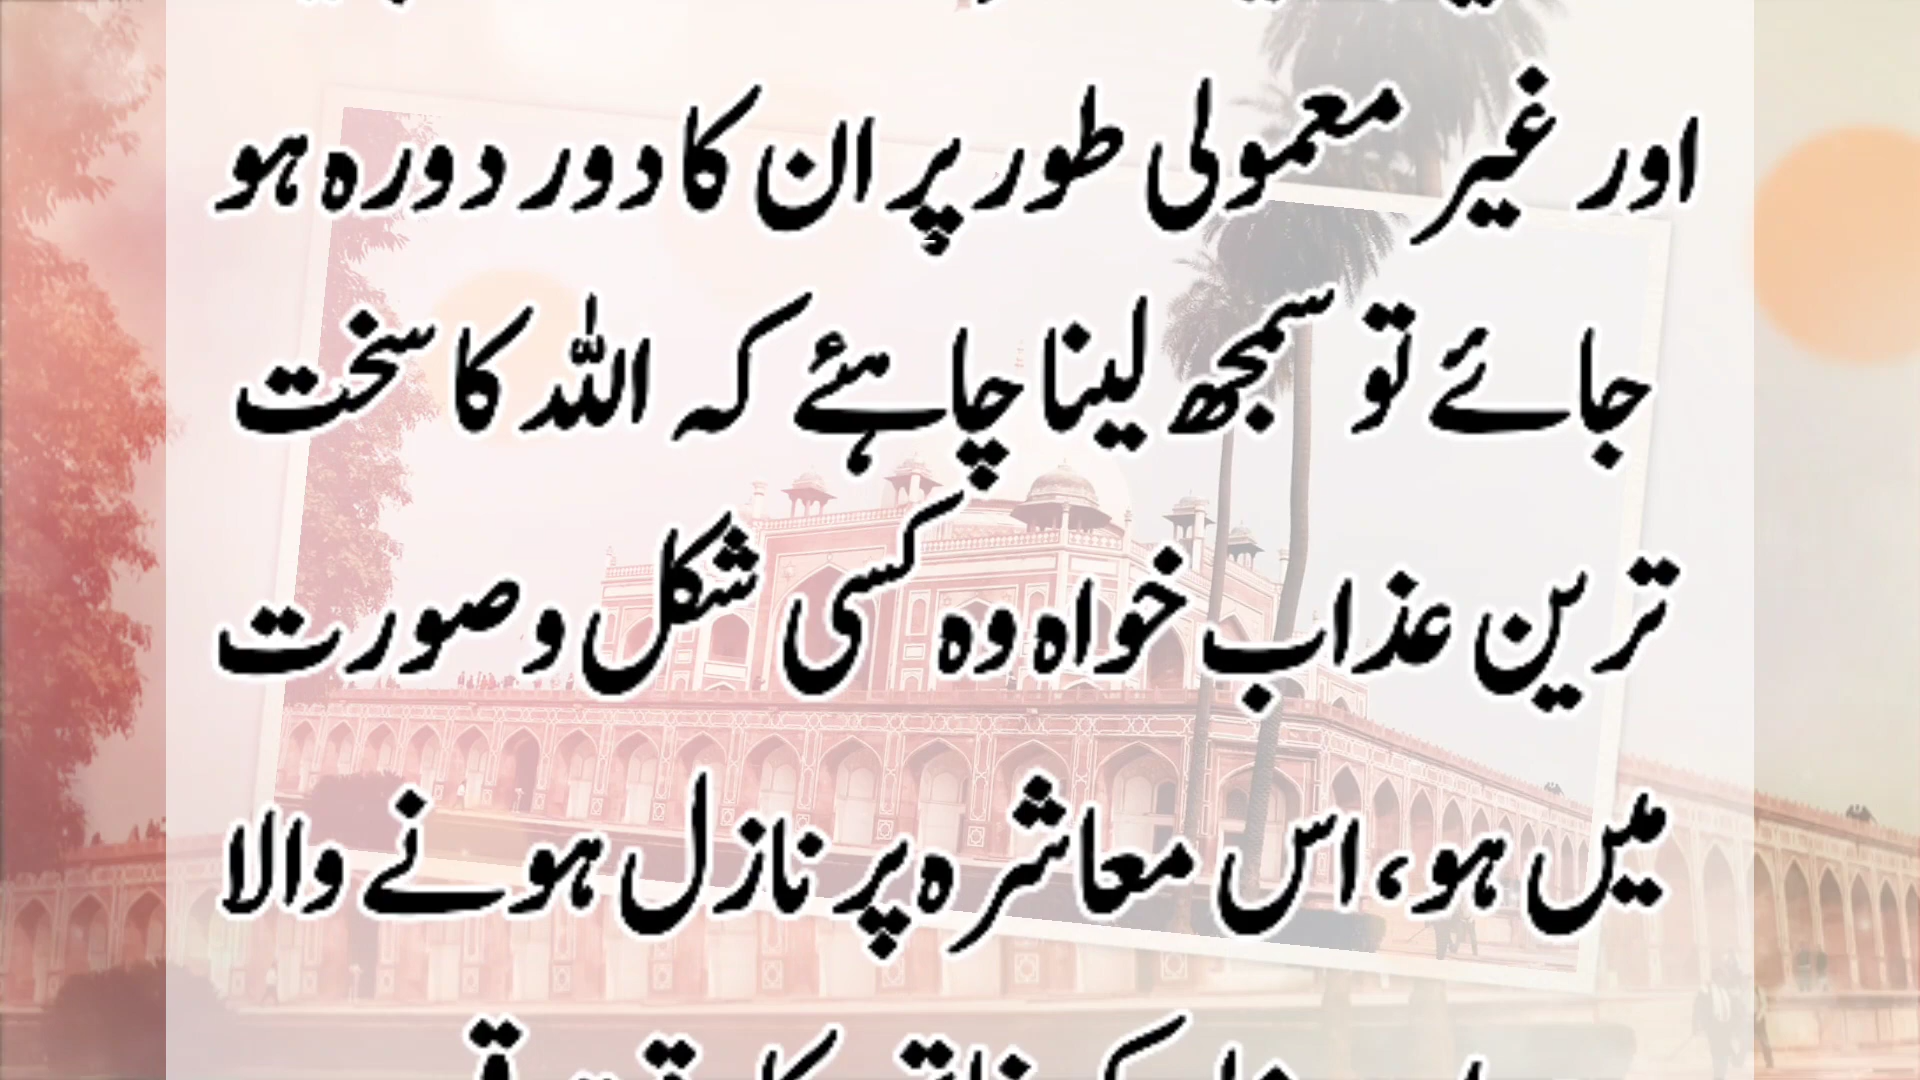 اور غیر معمولی طور پر ان کا دور دورہ ہو
جائے تو سمجھ لینا چاہئے کہ اللہ کا سخت
ترین عذاب خواہ وہ کسی شکل و صورت
میں ہو، اس معاشرہ پر نازل ہونے والا